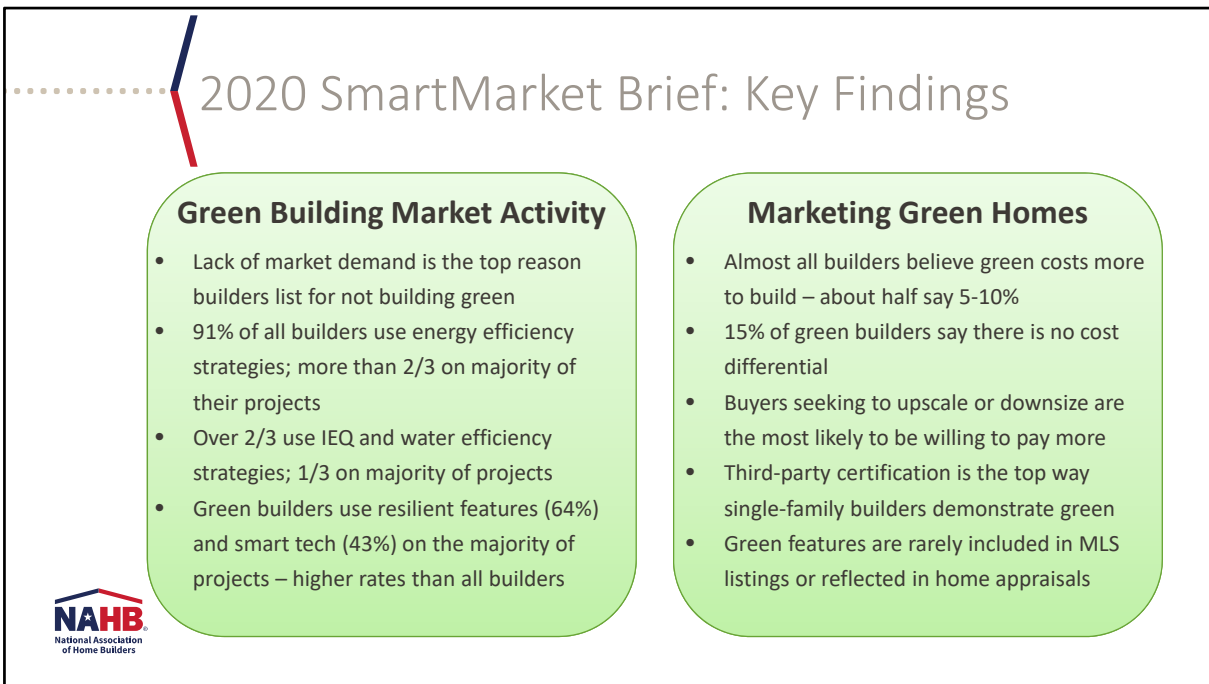 2020 SmartMarket Brief: Key Findings
Green Building Market Activity
• Lack of market demand is the top reason
builders list for not building green
• 91% of all builders use energy efficiency
strategies; more than 2/3 on majority of
their projects
• Over 2/3 use IEQ and water efficiency
strategies; 1/3 on majority of projects
• Green builders use resilient features (64%)
and smart tech (43%) on the majority of
projects – higher rates than all builders
Marketing Green Homes
• Almost all builders believe green costs more
to build – about half say 5-10%
• 15% of green builders say there is no cost
differential
• Buyers seeking to upscale or downsize are
the most likely to be willing to pay more
• Third-party certification is the top way
single-family builders demonstrate green
• Green features are rarely included in MLS
listings or reflected in home appraisals
NAHB®
National Association
of Home Builders